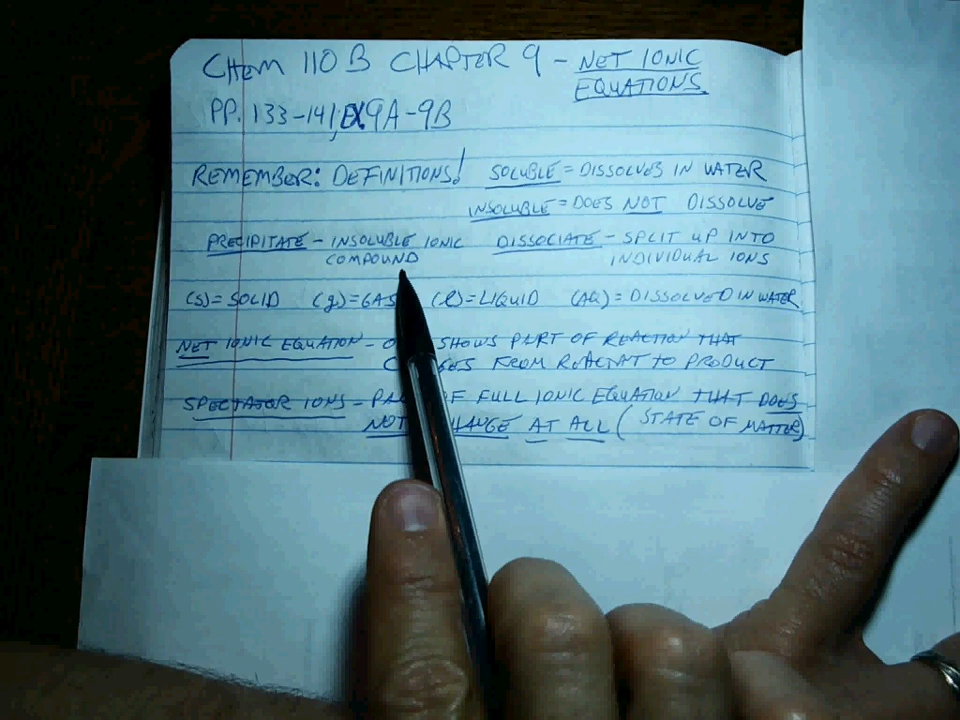 CHEM 110B CHAPTER 9 - NET IONIC
EQUATIONS.
PP. 133-141; EX 9A-9B
REMEMBER: DEFINITIONS! SOLUBLE = DISSOLVES IN WATER
INSOLUBLE = DOES NOT DISSOLVE
PRECIPITATE - INSOLUBLE IONIC COMPOUND
DISSOCIATE - SPLIT UP INTO INDIVIDUAL IONS
(s) = SOLID (g) = GAS (l) = LIQUID (AQ) = DISSOLVED IN WATER
NET IONIC EQUATION - SHOWS PART OF REACTION THAT
FROM REACTAT TO PRODUCT
SPECTATOR IONS - OF FULL IONIC EQUATION THAT DOES
NOT AT ALL (STATE OF MATTER)